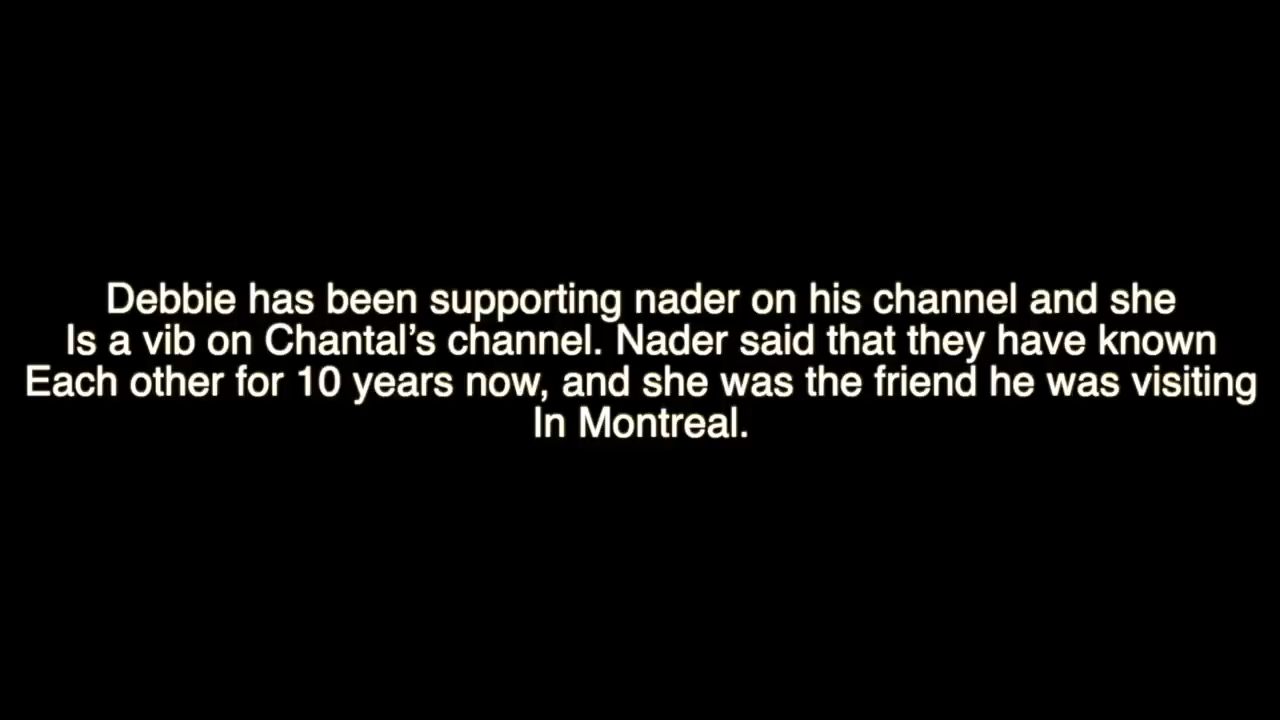 Debbie has been supporting nader on his channel and she
Is a vib on Chantal’s channel. Nader said that they have known
Each other for 10 years now, and she was the friend he was visiting
In Montreal.